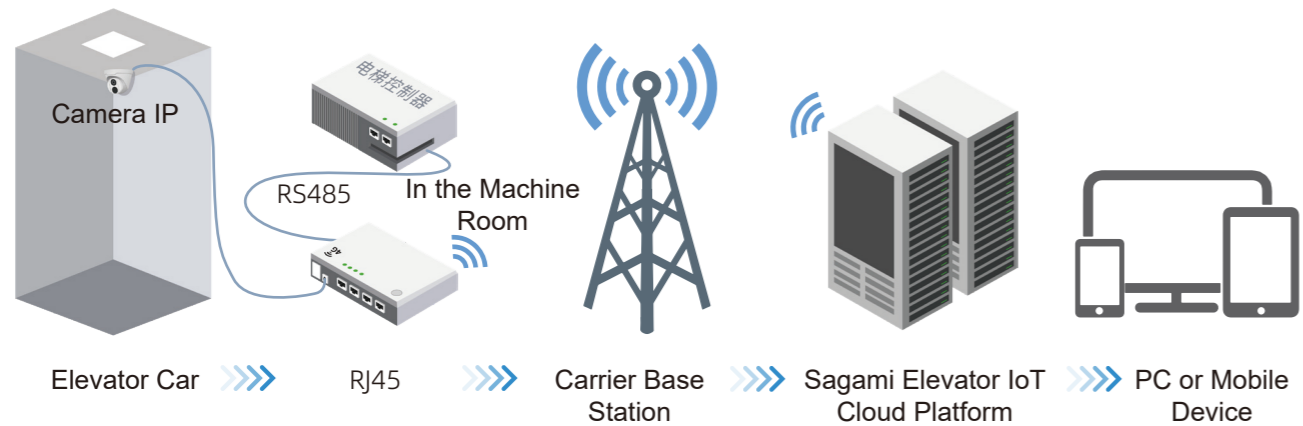 Camera IP
电梯控制器
RS485
In the Machine
Room
4G
Elevator Car
RJ45
Carrier Base
Station
Sagami Elevator IoT
Cloud Platform
PC or Mobile
Device